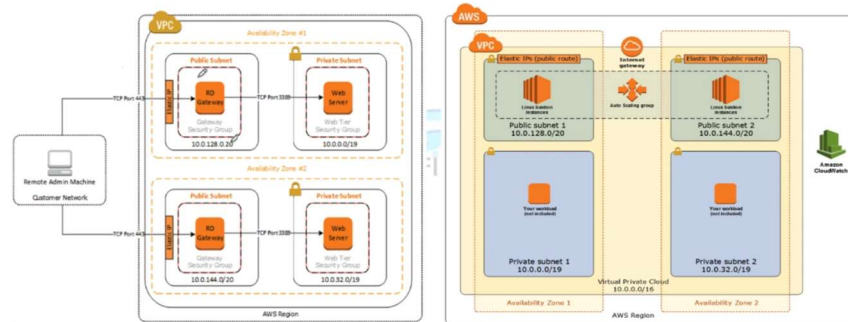 VPC
Availability Zone #1
Public Subnet
Private Subnet
Elastic IP
RD
Gateway
Web
Server
TCP Port 443
TCP Port 3389
Gateway
Security Group
Web Tier
Security Group
10.0.128.0.20
10.0.0.0/19
Remote Admin Machine
Customer Network
Availability Zone #2
Public Subnet
Private Subnet
Elastic IP
RD
Gateway
Web
Server
TCP Port 443
TCP Port 3389
Gateway
Security Group
Web Tier
Security Group
10.0.144.0/20
10.0.32.0/19
AWS Region
AWS
VPC
Elastic IPs (public route)
Internet
gateway
Elastic IPs (public route)
Linux bastion
instances
Auto Scaling group
Linux bastion
instances
Public subnet 1
10.0.128.0/20
Public subnet 2
10.0.144.0/20
Amazon
CloudWatch
Your workload
(not included)
Your workload
(not included)
Private subnet 1
10.0.0.0/19
Private subnet 2
10.0.32.0/19
Virtual Private Cloud
10.0.0.0/16
Availability Zone 1
Availability Zone 2
AWS Region